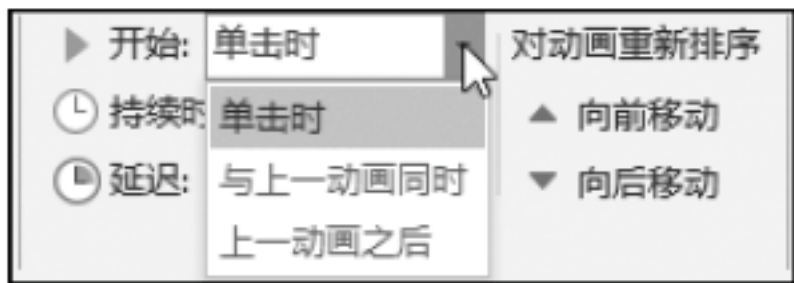 开始: 单击时 对动画重新排序
持续时 单击时 向前移动
延迟: 与上一动画同时 向后移动
上一动画之后